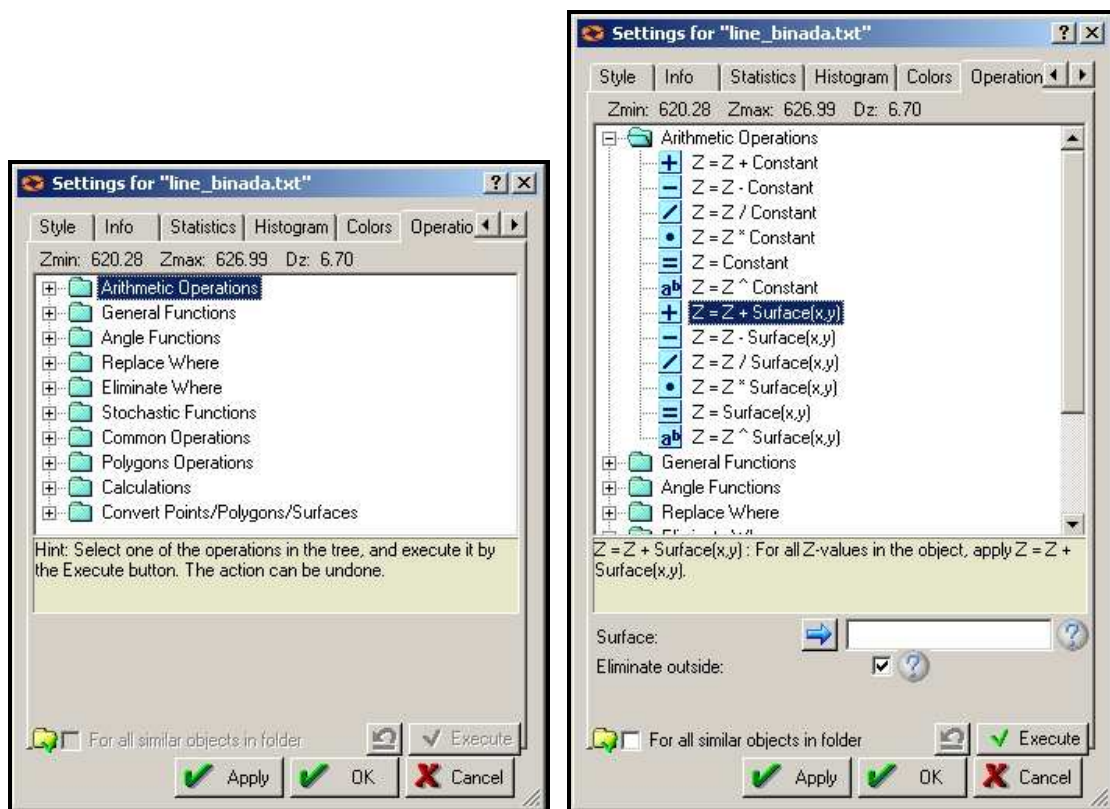 Settings for "line_binada.txt"
Style Info Statistics Histogram Colors Operatio
Zmin: 620.28 Zmax: 626.99 Dz: 6.70
Arithmetic Operations
General Functions
Angle Functions
Replace Where
Eliminate Where
Stochastic Functions
Common Operations
Polygons Operations
Calculations
Convert Points/Polygons/Surfaces
Hint: Select one of the operations in the tree, and execute it by
the Execute button. The action can be undone.
For all similar objects in folder Execute
Apply OK Cancel
Settings for "line_binada.txt"
Style Info Statistics Histogram Colors Operation
Zmin: 620.28 Zmax: 626.99 Dz: 6.70
Arithmetic Operations
Z = Z + Constant
Z = Z - Constant
Z = Z / Constant
Z = Z * Constant
Z = Constant
ab Z = Z ^ Constant
Z = Z + Surface(x,y)
Z = Z - Surface(x,y)
Z = Z / Surface(x,y)
Z = Z * Surface(x,y)
Z = Surface(x,y)
ab Z = Z ^ Surface(x,y)
General Functions
Angle Functions
Replace Where
Eliminate Where
Z = Z + Surface(x,y) : For all Z-values in the object, apply Z = Z +
Surface(x,y).
Surface:
Eliminate outside:
For all similar objects in folder Execute
Apply OK Cancel